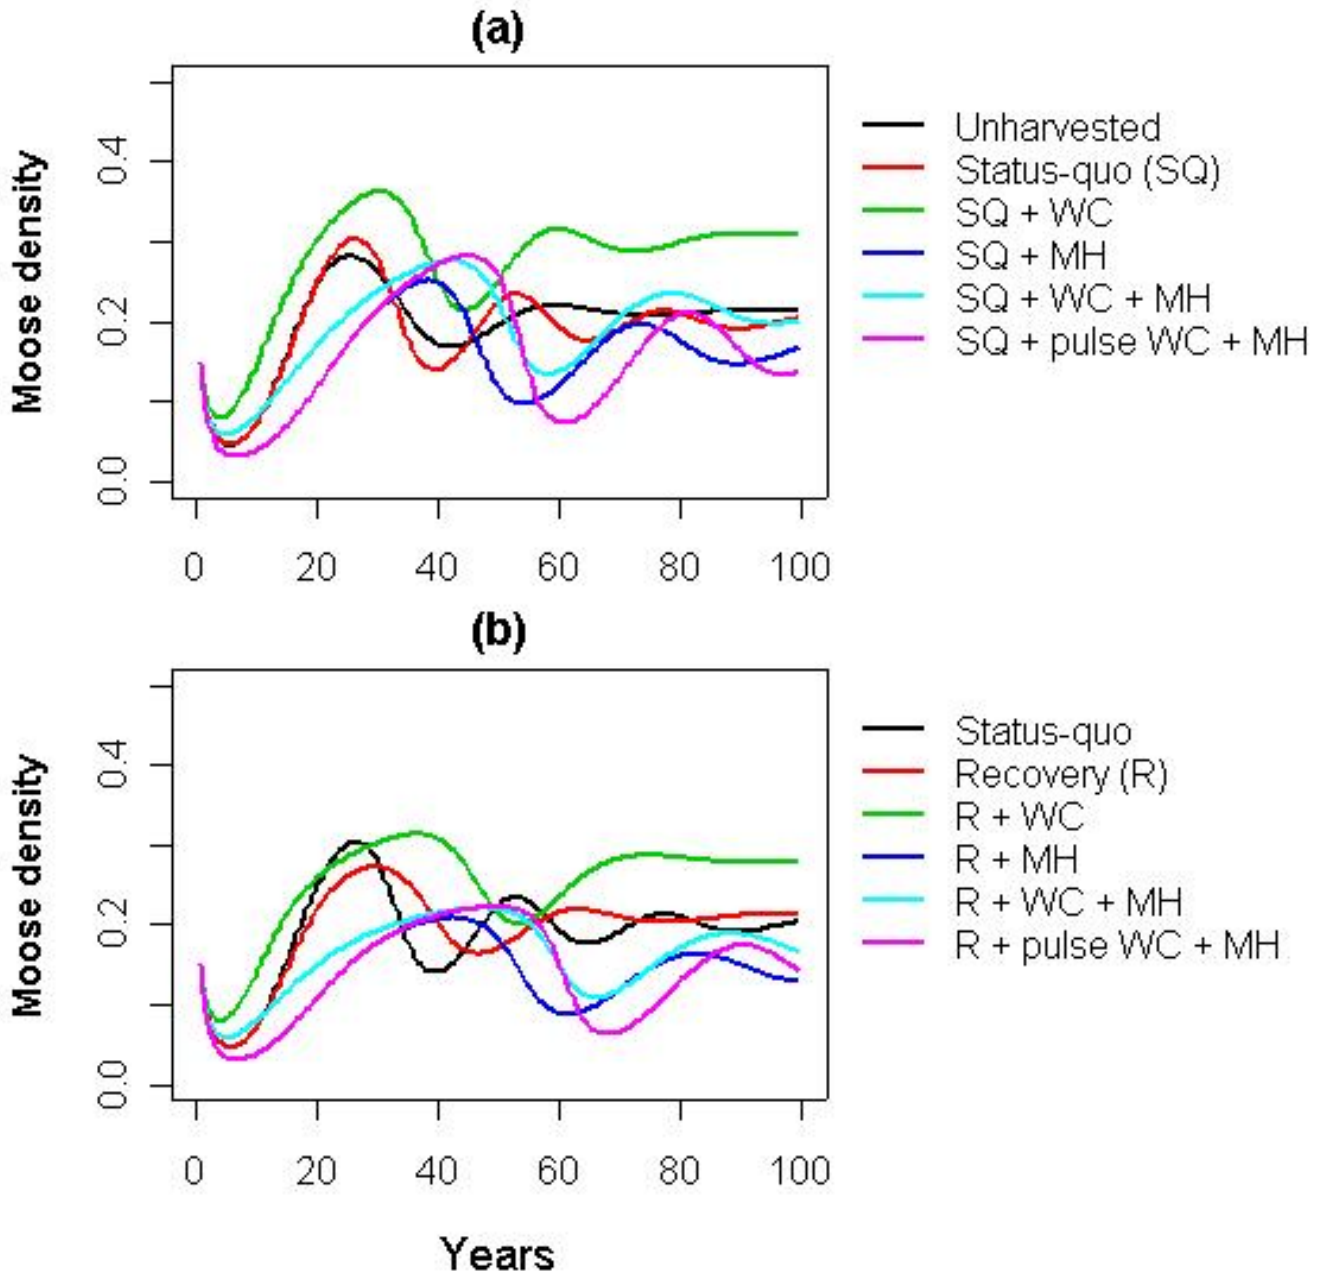 (a)
Moose density
0.4
0.2
0.0
0 20 40 60 80 100
Unharvested
Status-quo (SQ)
SQ + WC
SQ + MH
SQ + WC + MH
SQ + pulse WC + MH
(b)
Moose density
0.4
0.2
0.0
0 20 40 60 80 100
Years
Status-quo
Recovery (R)
R + WC
R + MH
R + WC + MH
R + pulse WC + MH